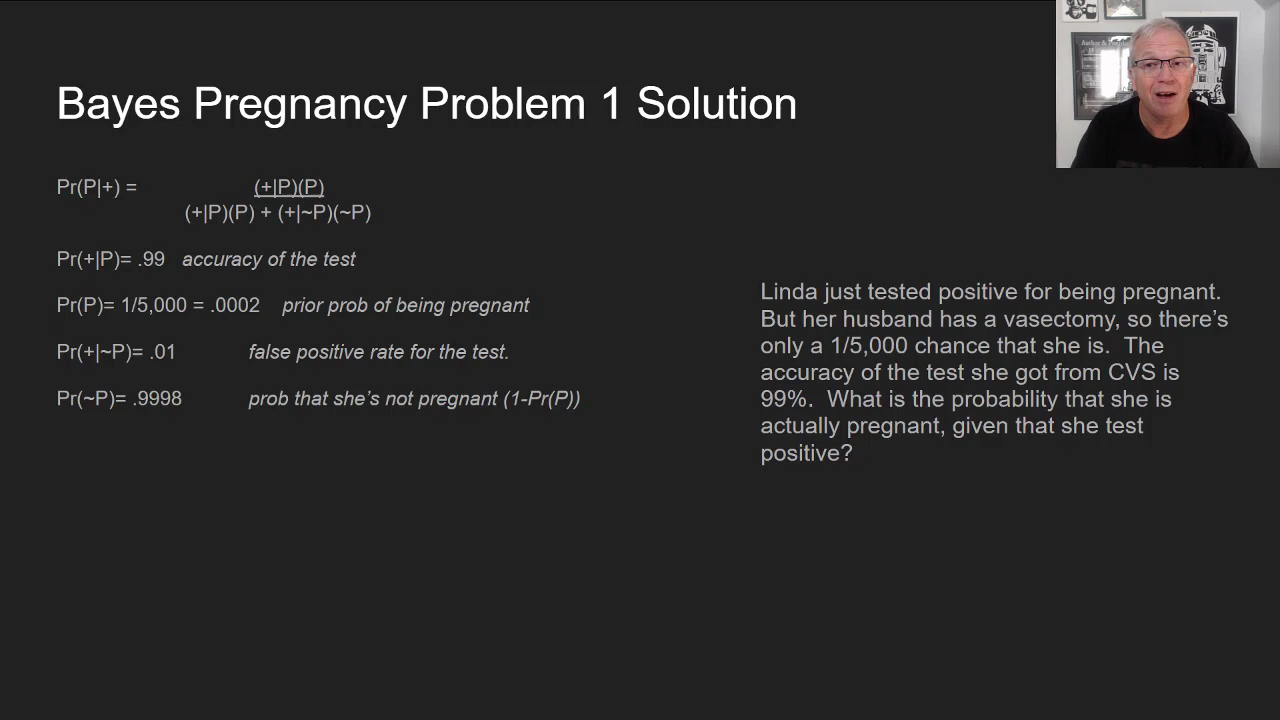 Bayes Pregnancy Problem 1 Solution
Pr(P|+) = (+|P)(P)
(+|P)(P) + (+|~P)(~P)
Pr(+|P)= .99 accuracy of the test
Pr(P)= 1/5,000 = .0002 prior prob of being pregnant
Pr(+|~P)= .01 false positive rate for the test.
Pr(~P)= .9998 prob that she's not pregnant (1-Pr(P))
Linda just tested positive for being pregnant.
But her husband has a vasectomy, so there's
only a 1/5,000 chance that she is. The
accuracy of the test she got from CVS is
99%. What is the probability that she is
actually pregnant, given that she test
positive?